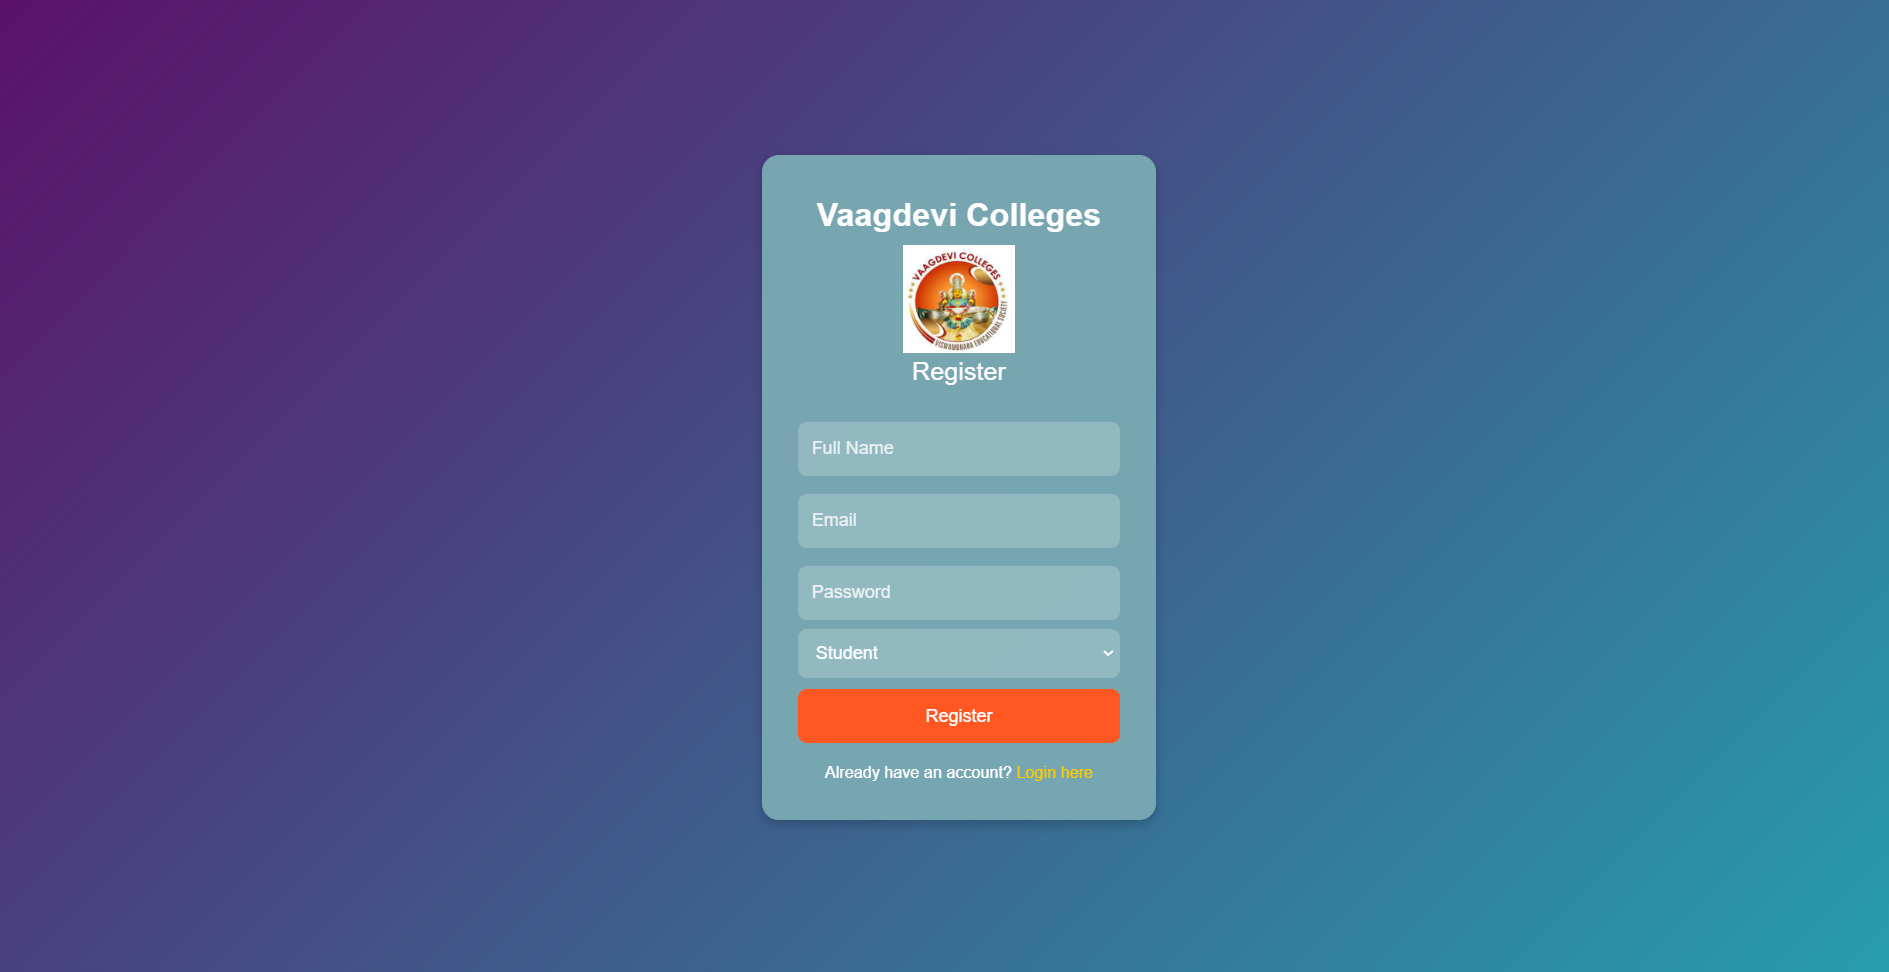 Vaagdevi Colleges
VAAGDEVI COLLEGES
VISWAMBHARA EDUCATIONAL SOCIETY
Register
Full Name
Email
Password
Student
Register
Already have an account? Login here